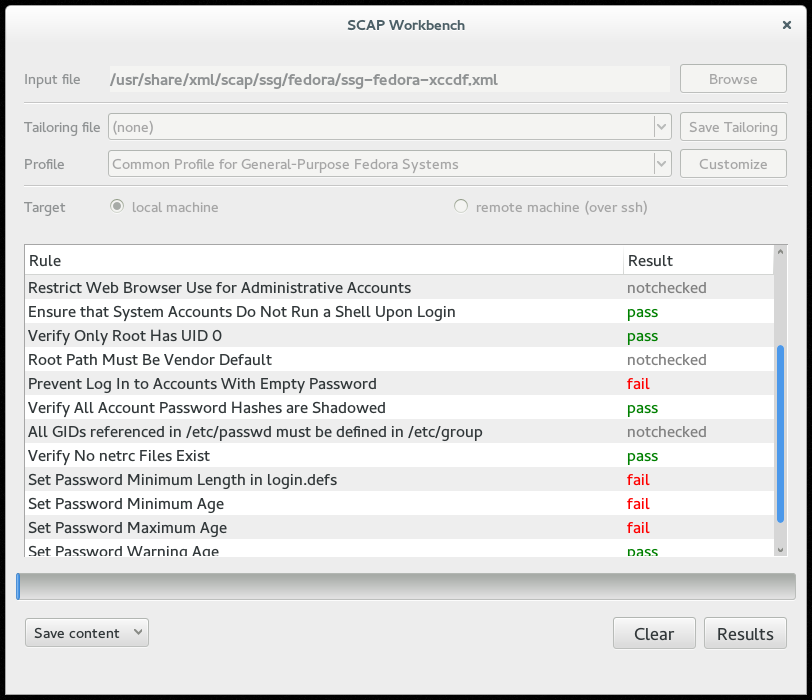 SCAP Workbench
Input file /usr/share/xml/scap/ssg/fedora/ssg-fedora-xccdf.xml Browse
Tailoring file (none) Save Tailoring
Profile Common Profile for General-Purpose Fedora Systems Customize
Target local machine remote machine (over ssh)
Rule Result
Restrict Web Browser Use for Administrative Accounts notchecked
Ensure that System Accounts Do Not Run a Shell Upon Login pass
Verify Only Root Has UID 0 pass
Root Path Must Be Vendor Default notchecked
Prevent Log In to Accounts With Empty Password fail
Verify All Account Password Hashes are Shadowed pass
All GIDs referenced in /etc/passwd must be defined in /etc/group notchecked
Verify No netrc Files Exist pass
Set Password Minimum Length in login.defs fail
Set Password Minimum Age fail
Set Password Maximum Age fail
Set Password Warning Age pass
Save content Clear Results